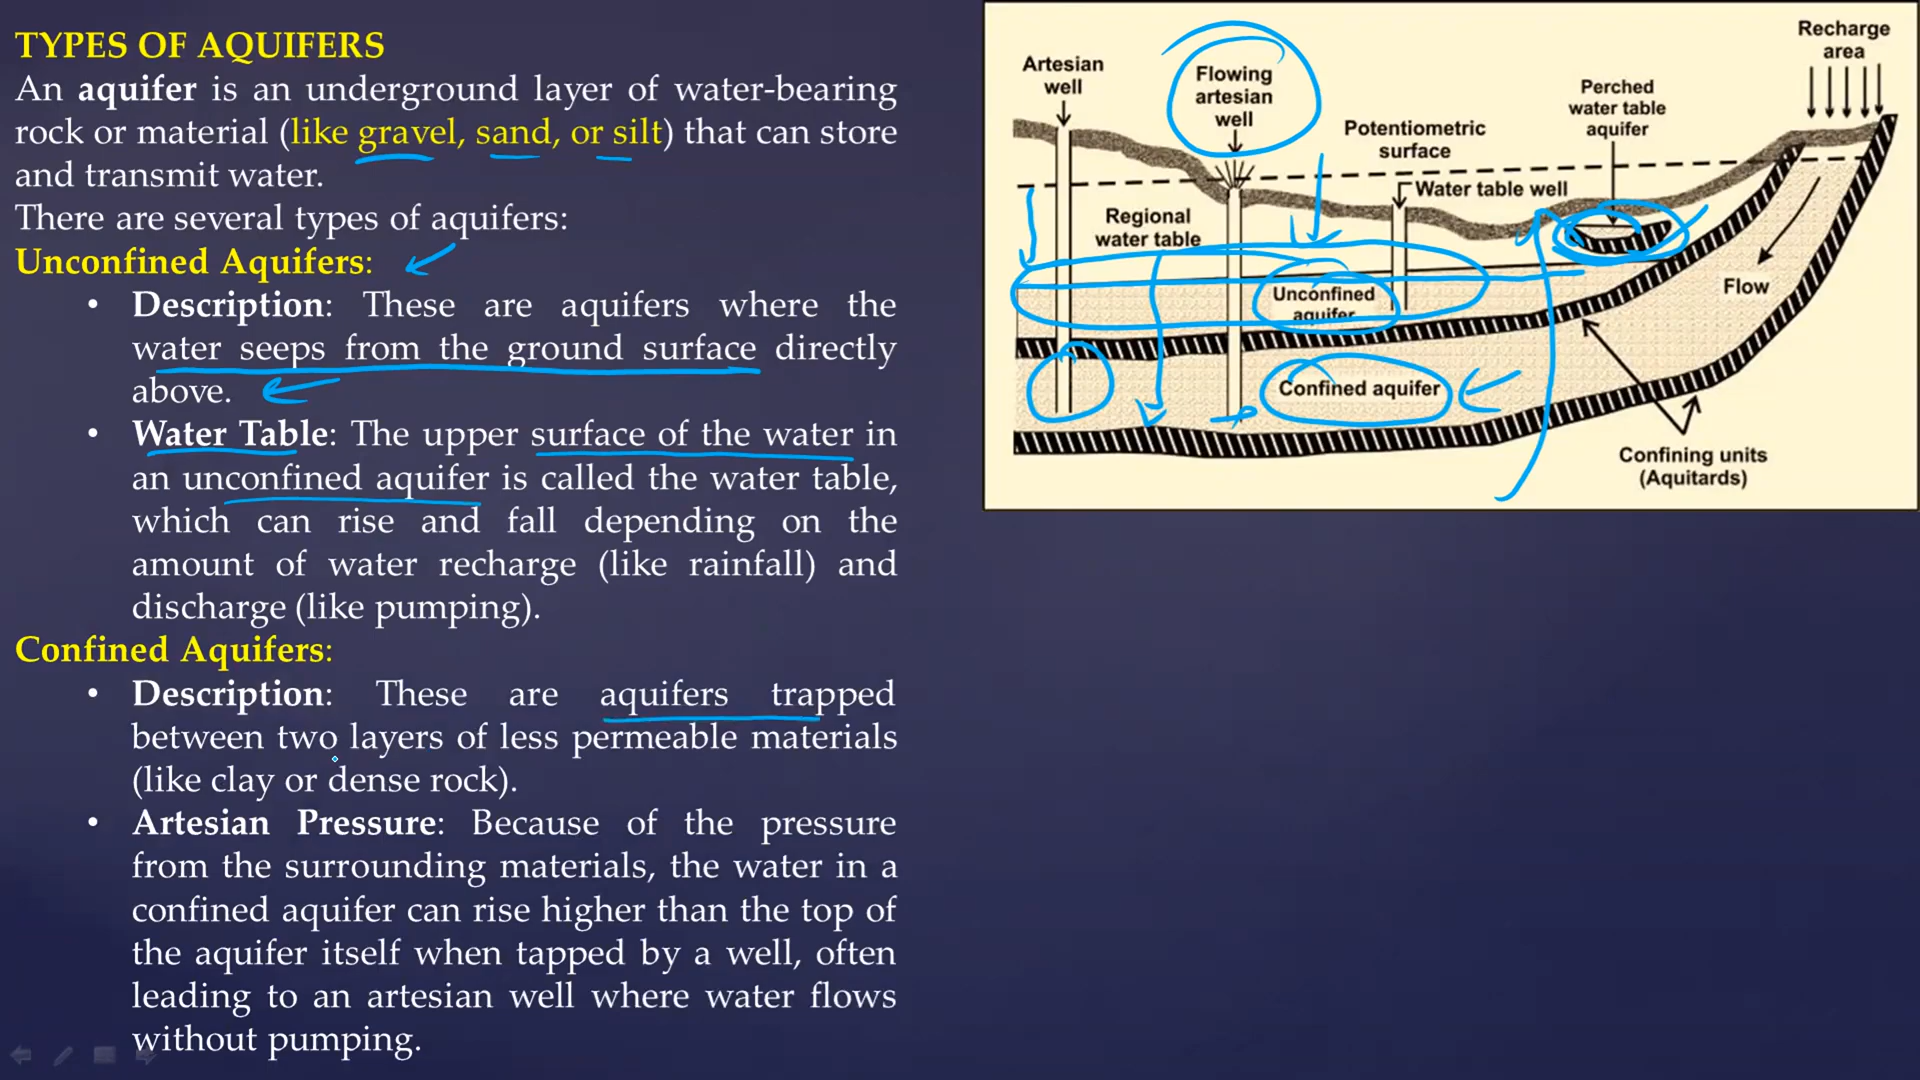 TYPES OF AQUIFERS
An aquifer is an underground layer of water-bearing
rock or material (like gravel, sand, or silt) that can store
and transmit water.
There are several types of aquifers:
Unconfined Aquifers:
• Description: These are aquifers where the
water seeps from the ground surface directly
above.
• Water Table: The upper surface of the water in
an unconfined aquifer is called the water table,
which can rise and fall depending on the
amount of water recharge (like rainfall) and
discharge (like pumping).
Confined Aquifers:
• Description: These are aquifers trapped
between two layers of less permeable materials
(like clay or dense rock).
• Artesian Pressure: Because of the pressure
from the surrounding materials, the water in a
confined aquifer can rise higher than the top of
the aquifer itself when tapped by a well, often
leading to an artesian well where water flows
without pumping.
Artesian
well
Flowing
artesian
well
Potentiometric
surface
Perched
water table
aquifer
Recharge
area
Water table well
Regional
water table
Unconfined
aquifer
Flow
Confined aquifer
Confining units
(Aquitards)